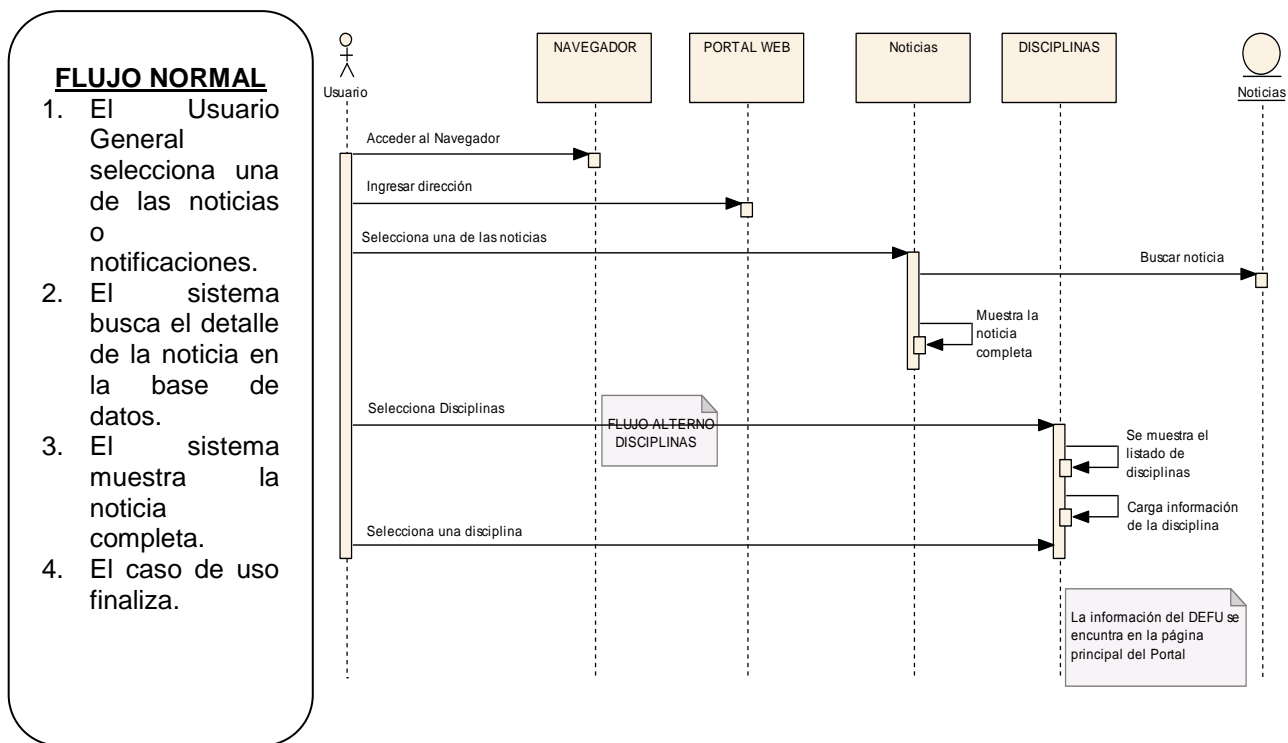 FLUJO NORMAL
1. El Usuario
General
selecciona una
de las noticias
o
notificaciones.
2. El sistema
busca el detalle
de la noticia en
la base de
datos.
3. El sistema
muestra la
noticia
completa.
4. El caso de uso
finaliza.
Usuario
NAVEGADOR
PORTAL WEB
Noticias
DISCIPLINAS
Noticias
Acceder al Navegador
Ingresar dirección
Selecciona una de las noticias
Buscar noticia
Muestra la
noticia
completa
Selecciona Disciplinas
FLUJO ALTERNO
DISCIPLINAS
Se muestra el
listado de
disciplinas
Carga información
de la disciplina
Selecciona una disciplina
La información del DEFU se
encuntra en la página
principal del Portal